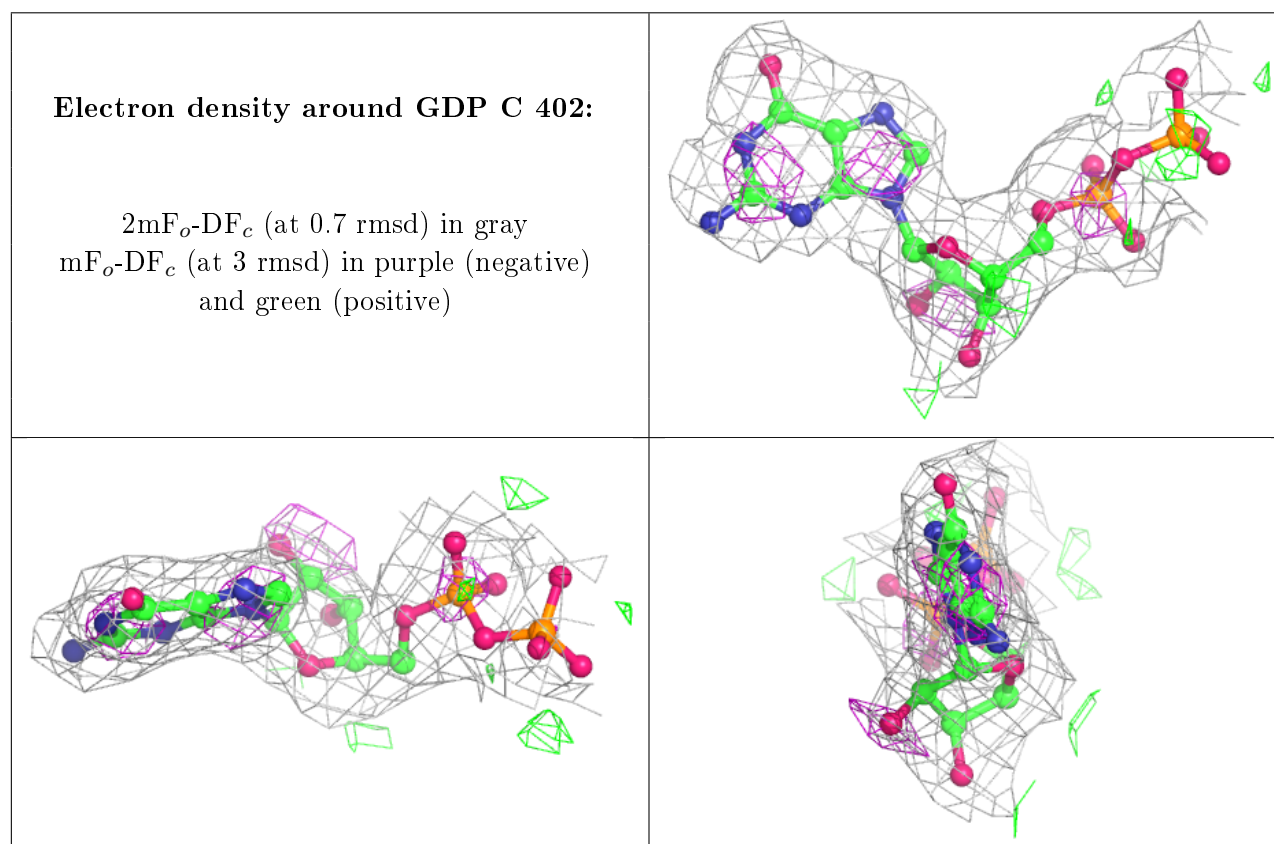 Electron density around GDP C 402:
2mFₒ-DF𝒸 (at 0.7 rmsd) in gray
mFₒ-DF𝒸 (at 3 rmsd) in purple (negative)
and green (positive)